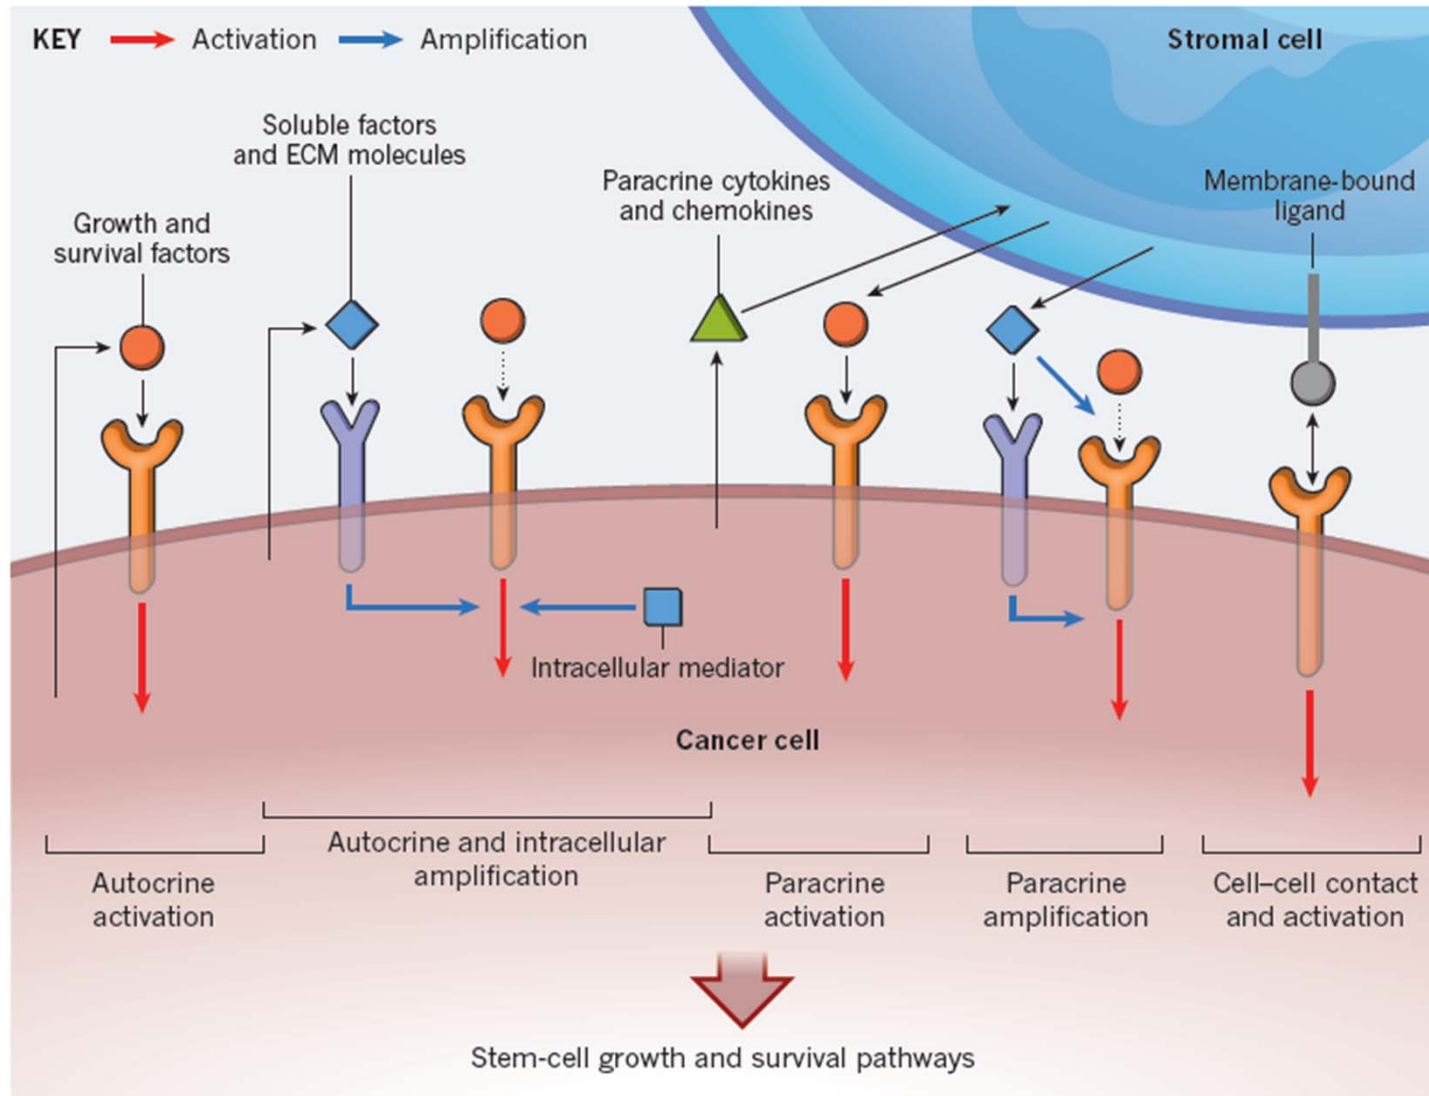 KEY Activation Amplification
Stromal cell
Soluble factors
and ECM molecules
Paracrine cytokines
and chemokines
Membrane-bound
ligand
Growth and
survival factors
Intracellular mediator
Cancer cell
Autocrine
activation
Autocrine and intracellular
amplification
Paracrine
activation
Paracrine
amplification
Cell–cell contact
and activation
Stem-cell growth and survival pathways